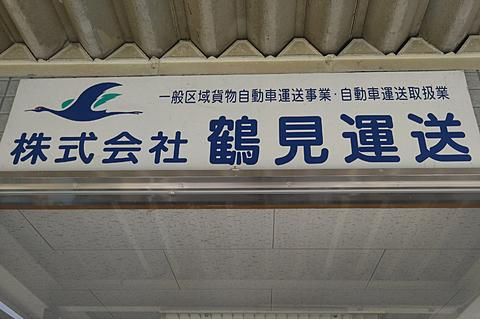 一般区域貨物自動車運送事業・自動車運送取扱業
株式会社 鶴見運送